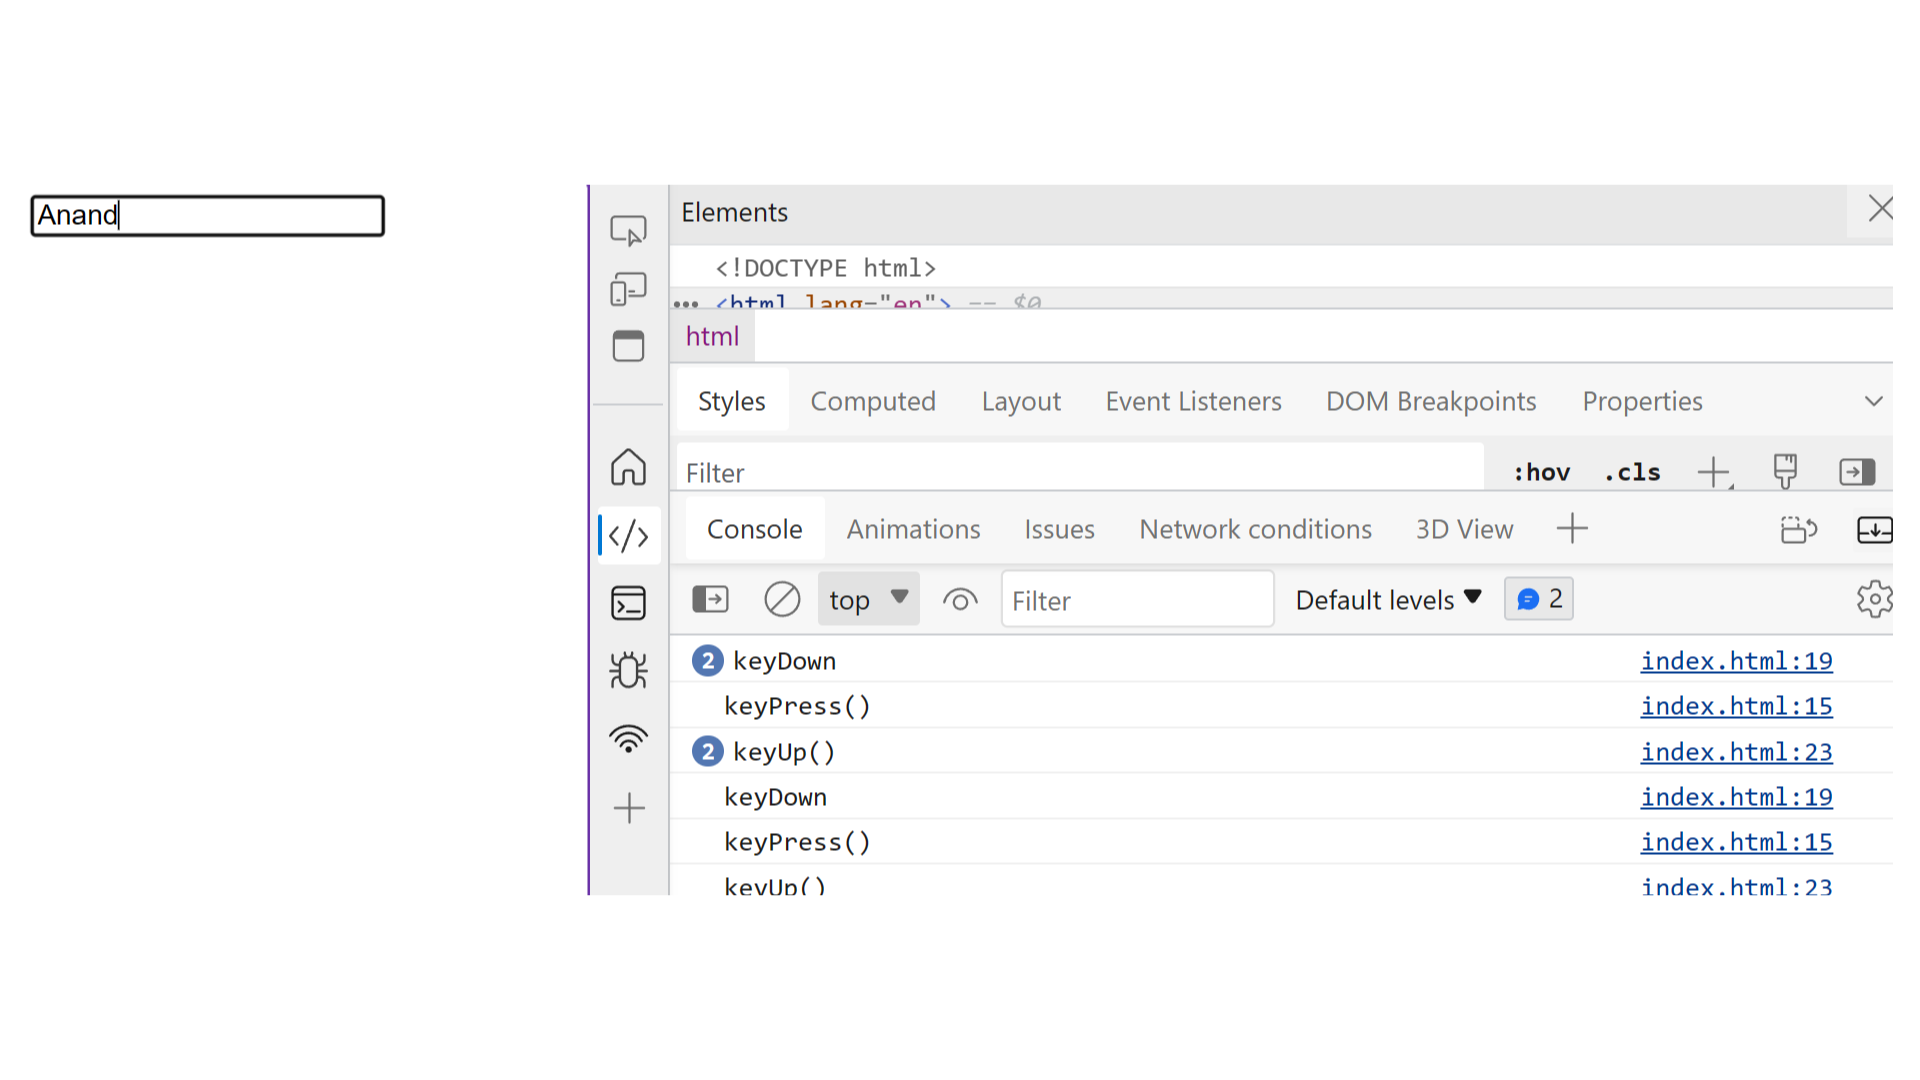 Anand
Elements
<!DOCTYPE html>
••• <html lang="en"> == $0
html
Styles Computed Layout Event Listeners DOM Breakpoints Properties
Filter :hov .cls
Console Animations Issues Network conditions 3D View
top Filter Default levels 2
2 keyDown index.html:19
keyPress() index.html:15
2 keyUp() index.html:23
keyDown index.html:19
keyPress() index.html:15
keyUp() index.html:23